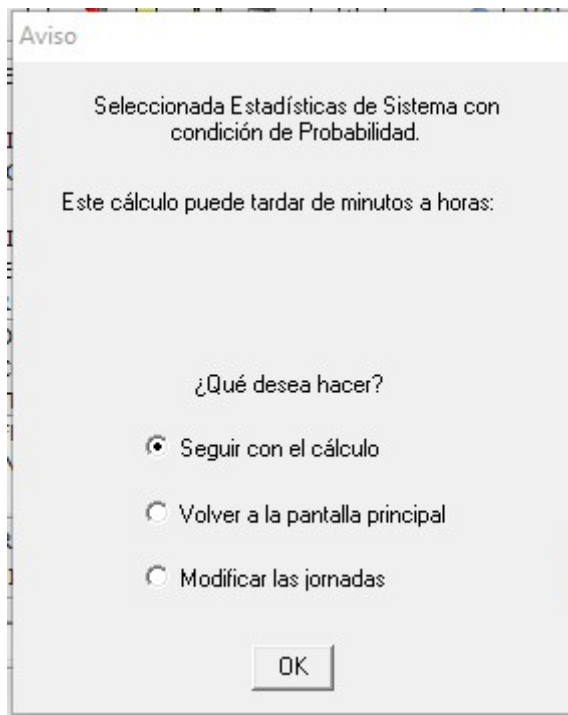 Aviso
Seleccionada Estadísticas de Sistema con
condición de Probabilidad.
Este cálculo puede tardar de minutos a horas:
¿Qué desea hacer?
Seguir con el cálculo
Volver a la pantalla principal
Modificar las jornadas
OK